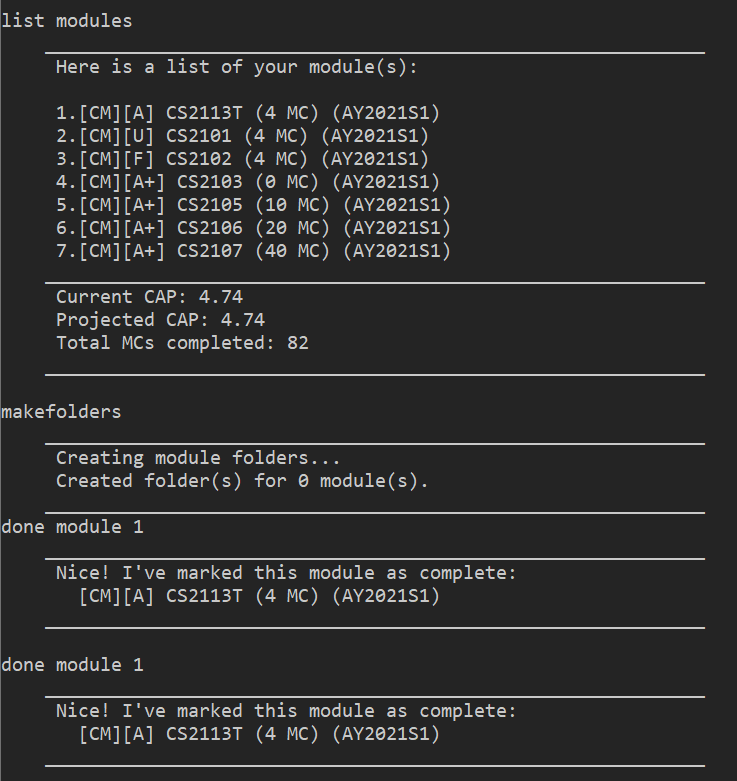 list modules
Here is a list of your module(s):
1.[CM][A] CS2113T (4 MC) (AY2021S1)
2.[CM][U] CS2101 (4 MC) (AY2021S1)
3.[CM][F] CS2102 (4 MC) (AY2021S1)
4.[CM][A+] CS2103 (0 MC) (AY2021S1)
5.[CM][A+] CS2105 (10 MC) (AY2021S1)
6.[CM][A+] CS2106 (20 MC) (AY2021S1)
7.[CM][A+] CS2107 (40 MC) (AY2021S1)
Current CAP: 4.74
Projected CAP: 4.74
Total MCs completed: 82
makefolders
Creating module folders...
Created folder(s) for 0 module(s).
done module 1
Nice! I've marked this module as complete:
[CM][A] CS2113T (4 MC) (AY2021S1)
done module 1
Nice! I've marked this module as complete:
[CM][A] CS2113T (4 MC) (AY2021S1)